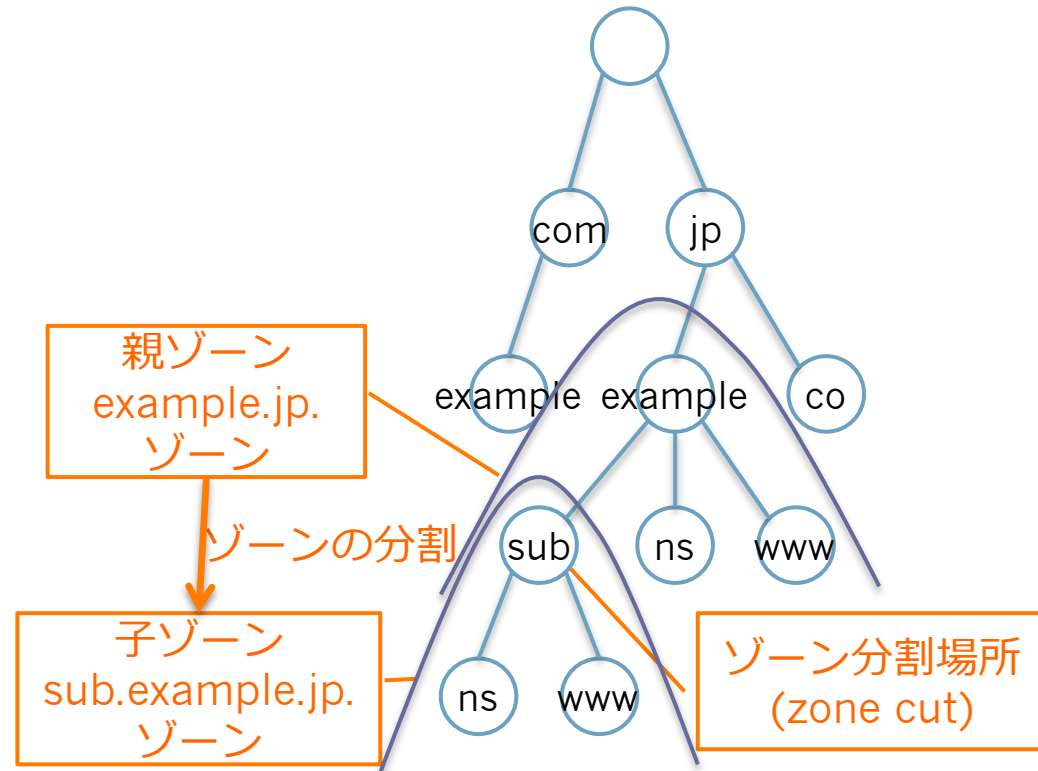 com
jp
親ゾーン
example.jp.
ゾーン
example
example
co
ゾーンの分割
sub
ns
www
子ゾーン
sub.example.jp.
ゾーン
ns
www
ゾーン分割場所
(zone cut)